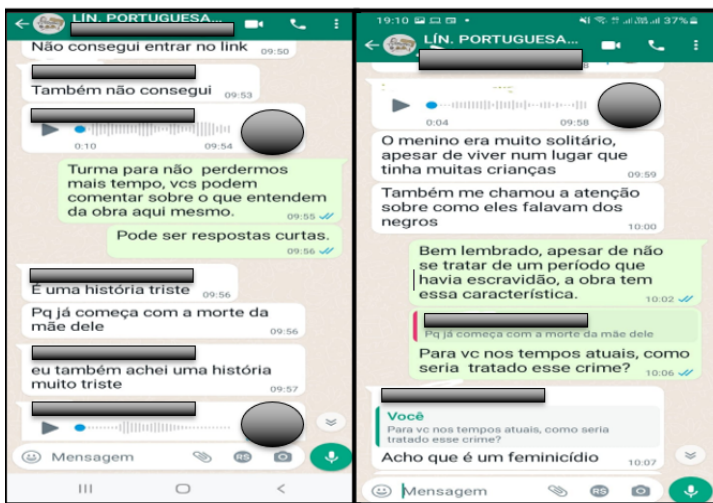 LÍN. PORTUGUESA...
Não consegui entrar no link 09:50
Também não consegui 09:53
0:10 09:54
Turma para não perdermos
mais tempo, vcs podem
comentar sobre o que entendem
da obra aqui mesmo.
09:55
Pode ser respostas curtas.
09:56
É uma história triste 09:56
Pq já começa com a morte da
mãe dele 09:56
eu também achei uma história
muito triste 09:57
Mensagem
19:10 37%
LÍN. PORTUGUESA...
0:04 09:58
O menino era muito solitário,
apesar de viver num lugar que
tinha muitas crianças 09:59
Também me chamou a atenção
sobre como eles falavam dos
negros 10:00
Bem lembrado, apesar de não
se tratar de um período que
havia escravidão, a obra tem
essa característica. 10:02
Pq já começa com a morte da mãe dele
Para vc nos tempos atuais, como
seria tratado esse crime? 10:06
Você
Para vc nos tempos atuais, como seria
tratado esse crime?
Acho que é um feminicídio 10:07
Mensagem